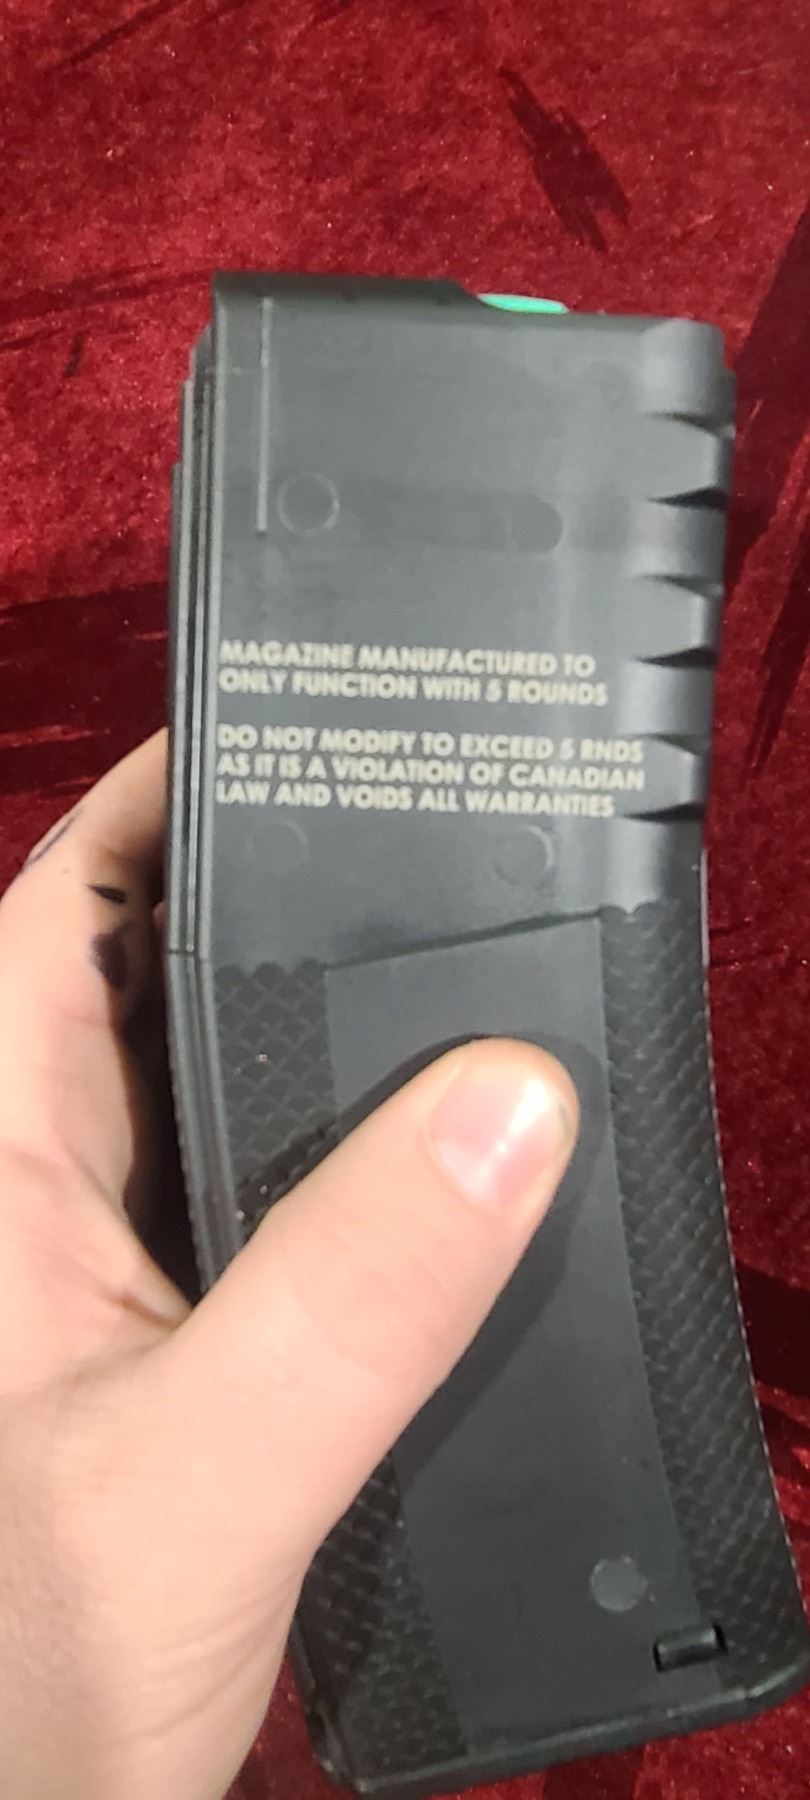 MAGAZINE MANUFACTURED TO
ONLY FUNCTION WITH 5 ROUNDS
DO NOT MODIFY TO EXCEED 5 RNDS
AS IT IS A VIOLATION OF CANADIAN
LAW AND VOIDS ALL WARRANTIES